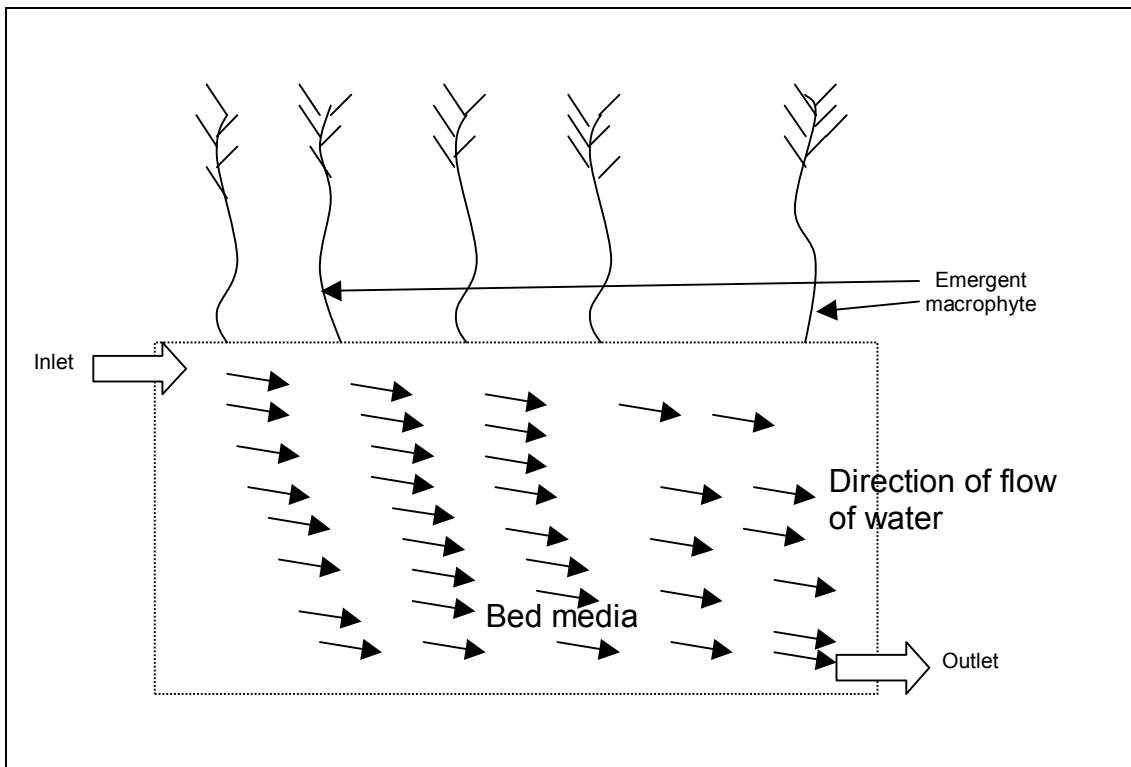 Emergent
macrophyte
Inlet
Direction of flow
of water
Bed media
Outlet